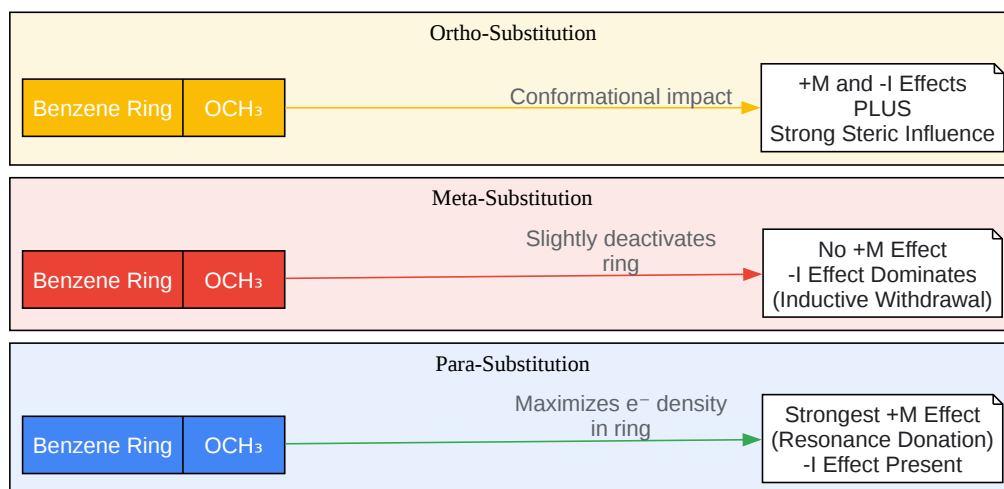 Ortho-Substitution
Benzene Ring
OCH₃
Conformational impact
+M and -I Effects
PLUS
Strong Steric Influence
Meta-Substitution
Benzene Ring
OCH₃
Slightly deactivates
ring
No +M Effect
-I Effect Dominates
(Inductive Withdrawal)
Para-Substitution
Benzene Ring
OCH₃
Maximizes e⁻ density
in ring
Strongest +M Effect
(Resonance Donation)
-I Effect Present